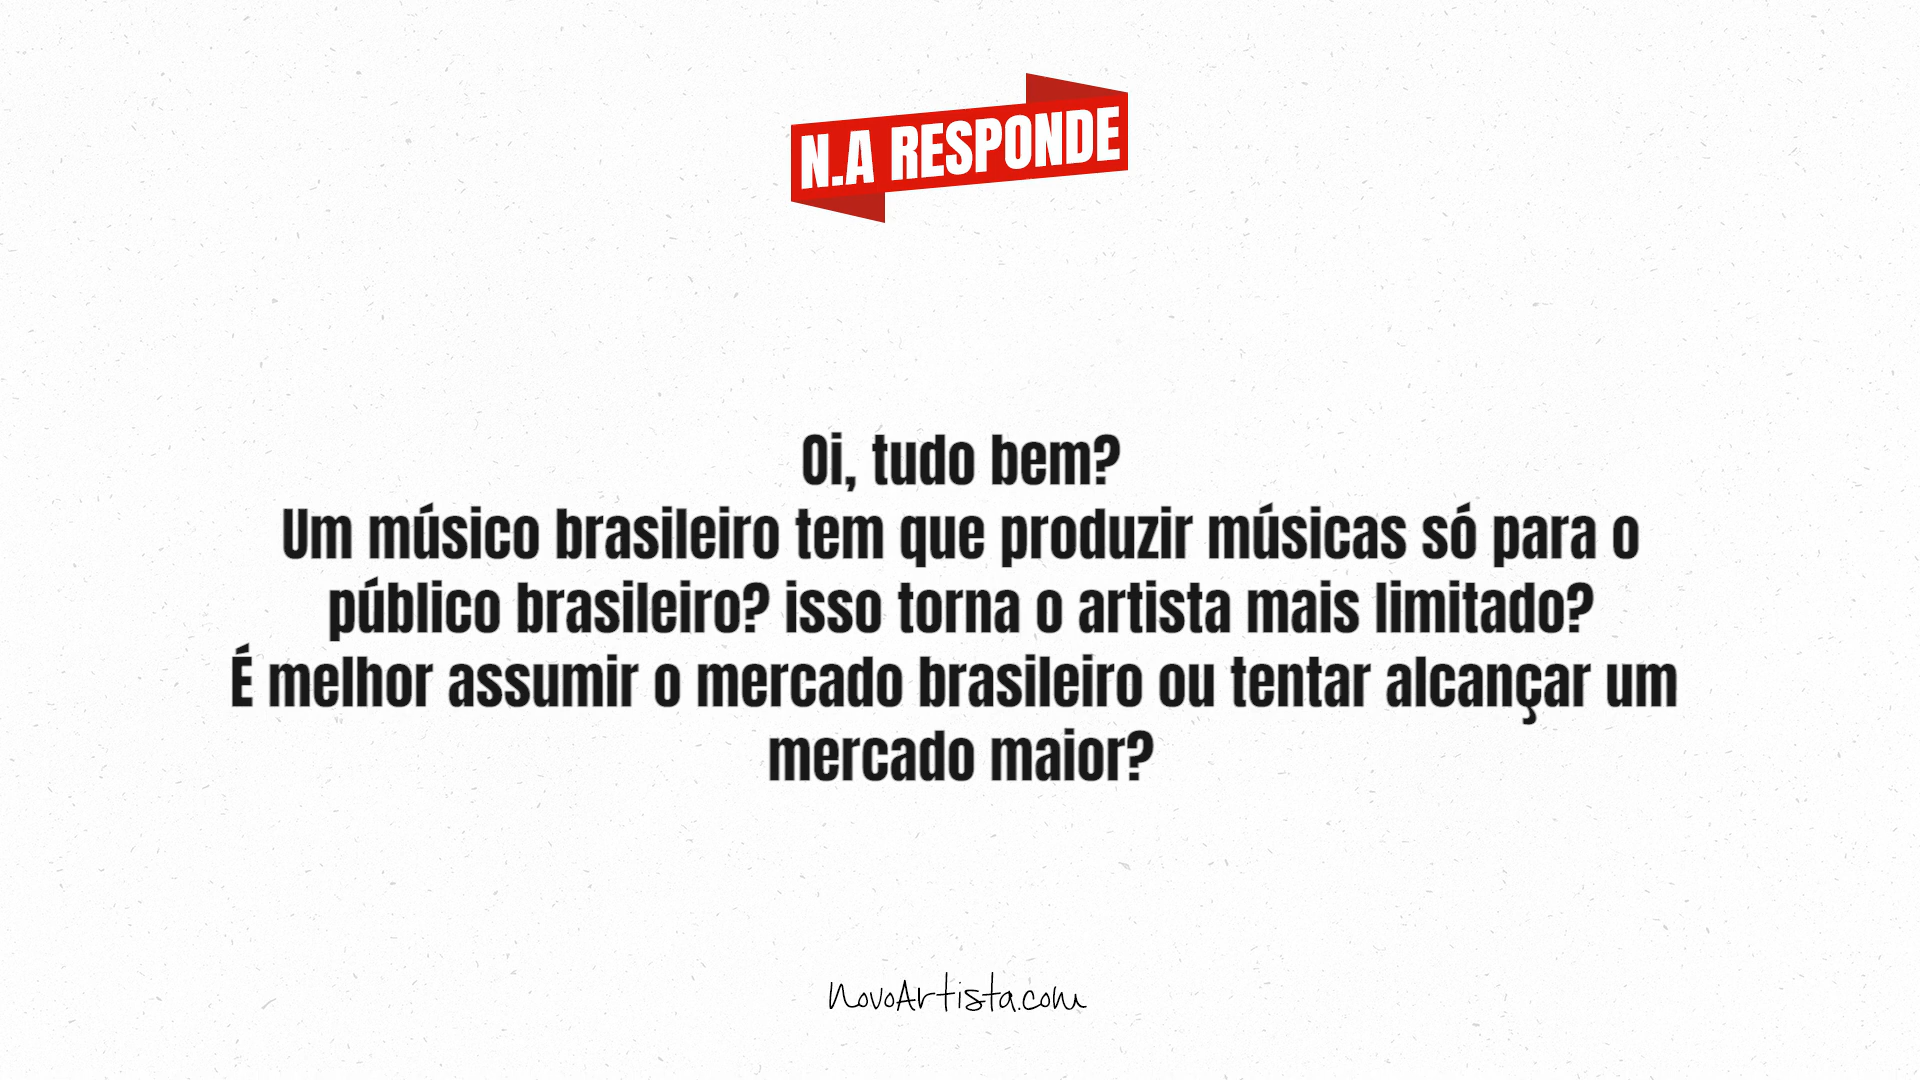 N.A RESPONDE
Oi, tudo bem?
Um músico brasileiro tem que produzir músicas só para o
público brasileiro? isso torna o artista mais limitado?
É melhor assumir o mercado brasileiro ou tentar alcançar um
mercado maior?
NovoArtista.com